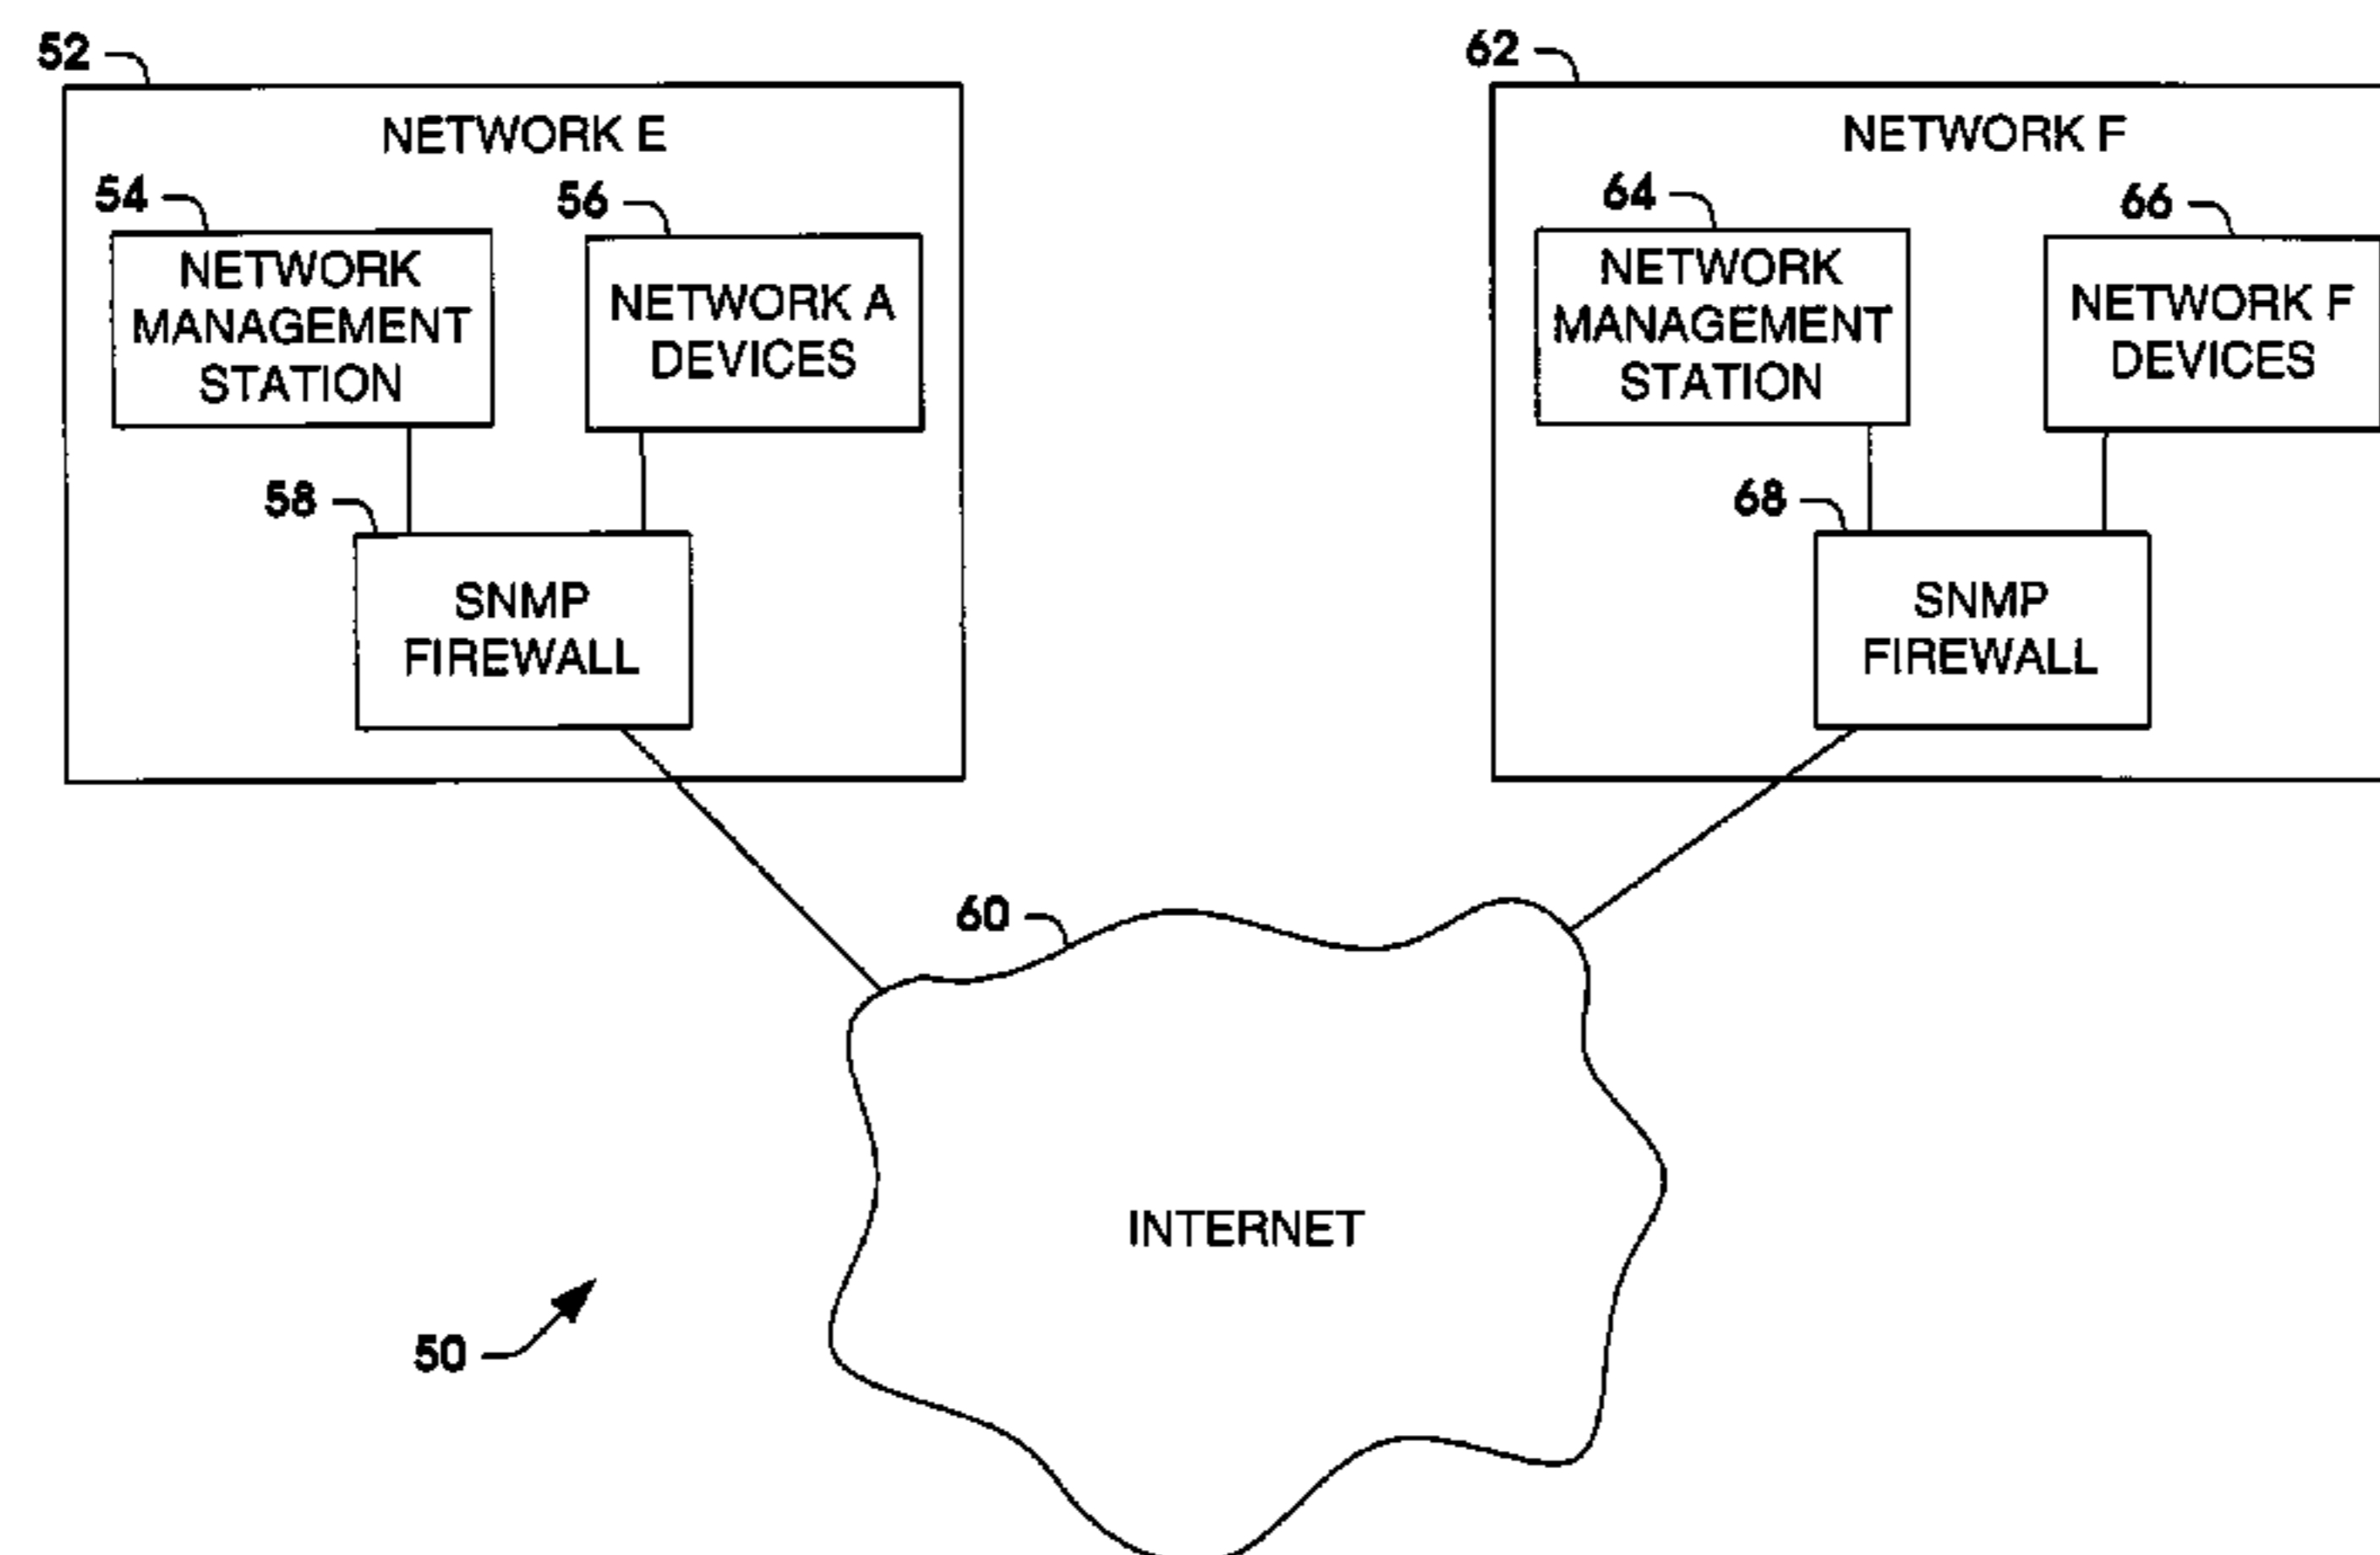 52
62
NETWORK E
NETWORK F
54
56
64
66
NETWORK
MANAGEMENT
STATION
NETWORK A
DEVICES
NETWORK
MANAGEMENT
STATION
NETWORK F
DEVICES
58
68
SNMP
FIREWALL
SNMP
FIREWALL
60
INTERNET
50